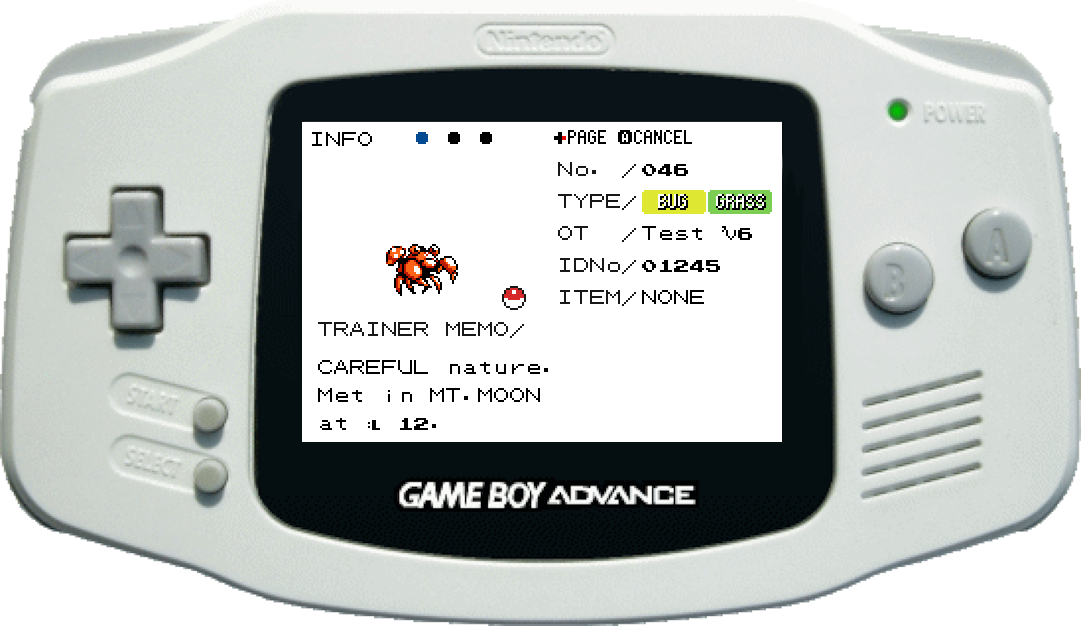 Nintendo
POWER
INFO
+PAGE BCANCEL
No. /046
TYPE/ BUG GRASS
OT /Test V6
IDNo/01245
ITEM/NONE
TRAINER MEMO/
CAREFUL nature.
Met in MT.MOON
at :L 12.
A
B
START
SELECT
GAME BOY ADVANCE